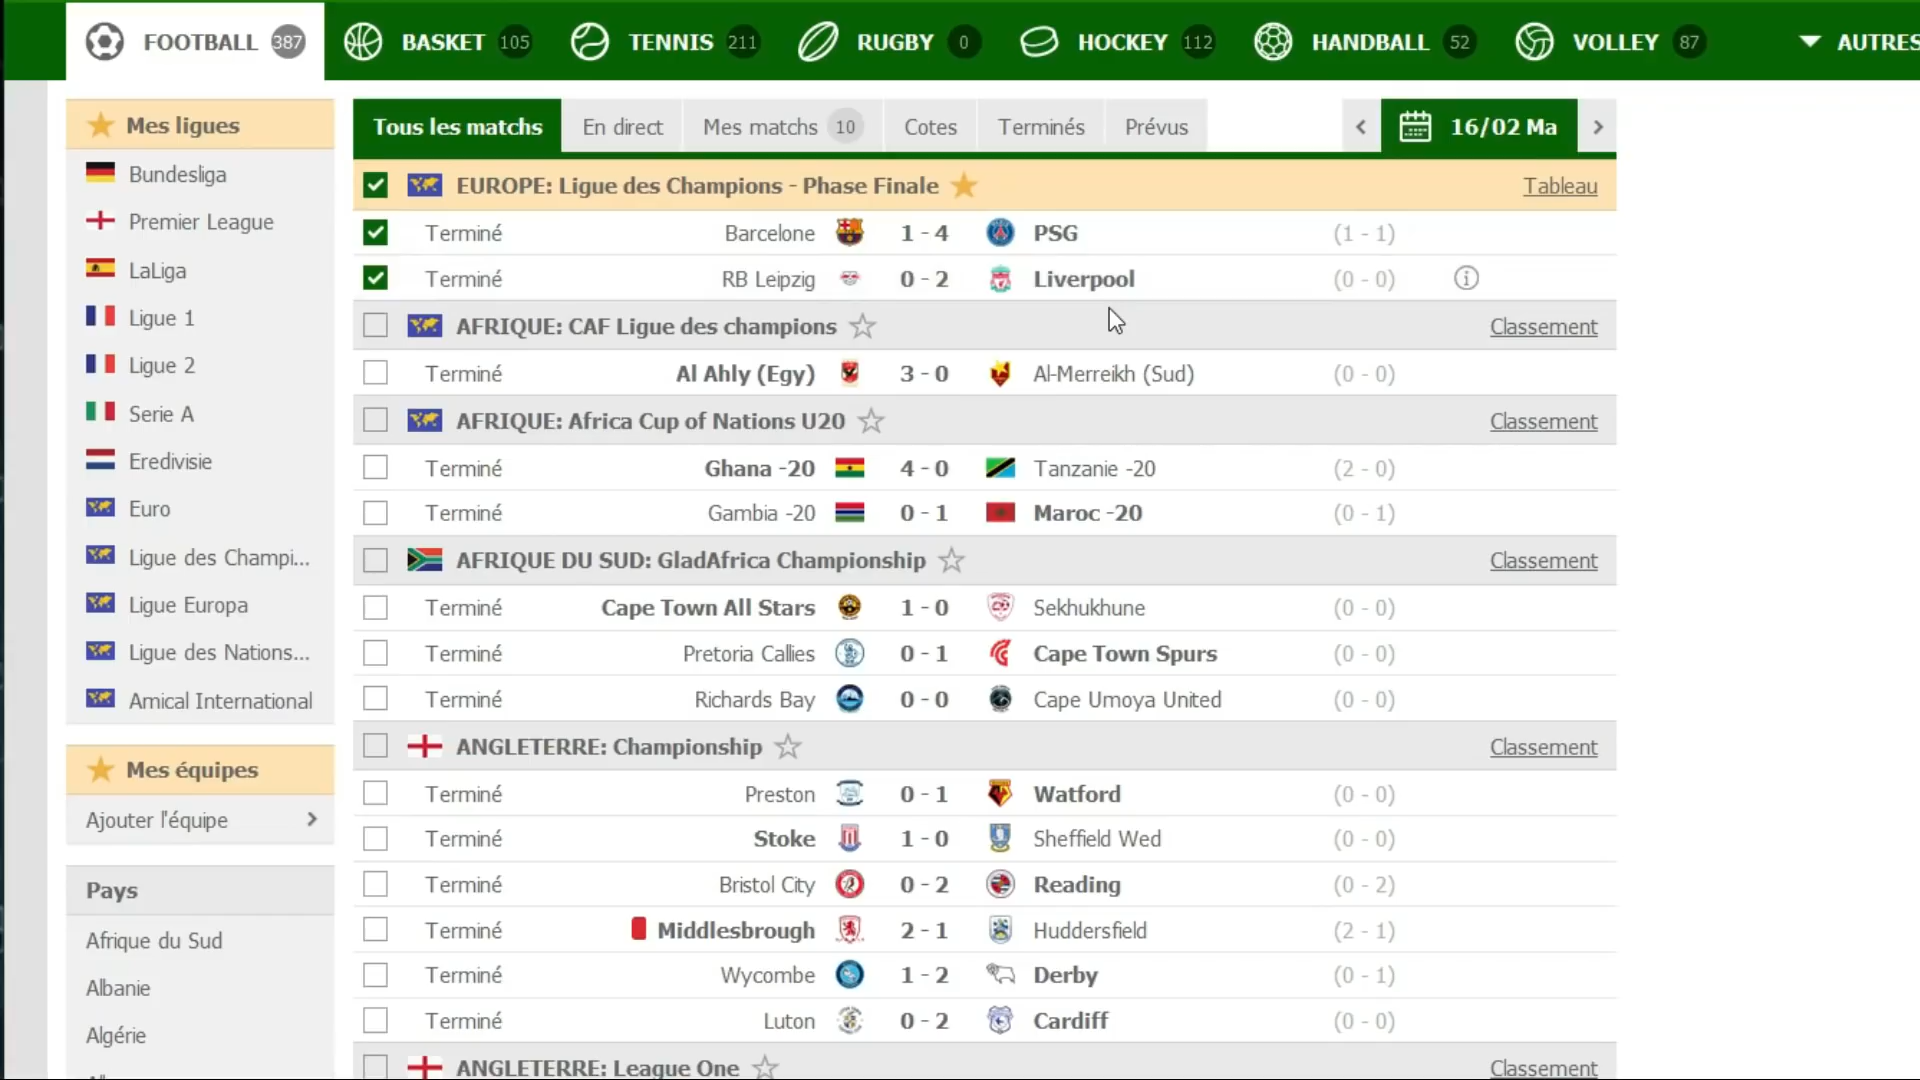 FOOTBALL 387 BASKET 105 TENNIS 211 RUGBY 0 HOCKEY 112 HANDBALL 52 VOLLEY 87 AUTRES
Mes ligues
Bundesliga
Premier League
LaLiga
Ligue 1
Ligue 2
Serie A
Eredivisie
Euro
Ligue des Champi...
Ligue Europa
Ligue des Nations...
Amical International
Mes équipes
Ajouter l'équipe
Pays
Afrique du Sud
Albanie
Algérie
Tous les matchs En direct Mes matchs 10 Cotes Terminés Prévus 16/02 Ma
EUROPE: Ligue des Champions - Phase Finale Tableau
Terminé Barcelone 1 - 4 PSG (1 - 1)
Terminé RB Leipzig 0 - 2 Liverpool (0 - 0)
AFRIQUE: CAF Ligue des champions Classement
Terminé Al Ahly (Egy) 3 - 0 Al-Merreikh (Sud) (0 - 0)
AFRIQUE: Africa Cup of Nations U20 Classement
Terminé Ghana -20 4 - 0 Tanzanie -20 (2 - 0)
Terminé Gambia -20 0 - 1 Maroc -20 (0 - 1)
AFRIQUE DU SUD: GladAfrica Championship Classement
Terminé Cape Town All Stars 1 - 0 Sekhukhune (0 - 0)
Terminé Pretoria Callies 0 - 1 Cape Town Spurs (0 - 0)
Terminé Richards Bay 0 - 0 Cape Umoya United (0 - 0)
ANGLETERRE: Championship Classement
Terminé Preston 0 - 1 Watford (0 - 0)
Terminé Stoke 1 - 0 Sheffield Wed (0 - 0)
Terminé Bristol City 0 - 2 Reading (0 - 2)
Terminé Middlesbrough 2 - 1 Huddersfield (2 - 1)
Terminé Wycombe 1 - 2 Derby (0 - 1)
Terminé Luton 0 - 2 Cardiff (0 - 0)
ANGLETERRE: League One Classement